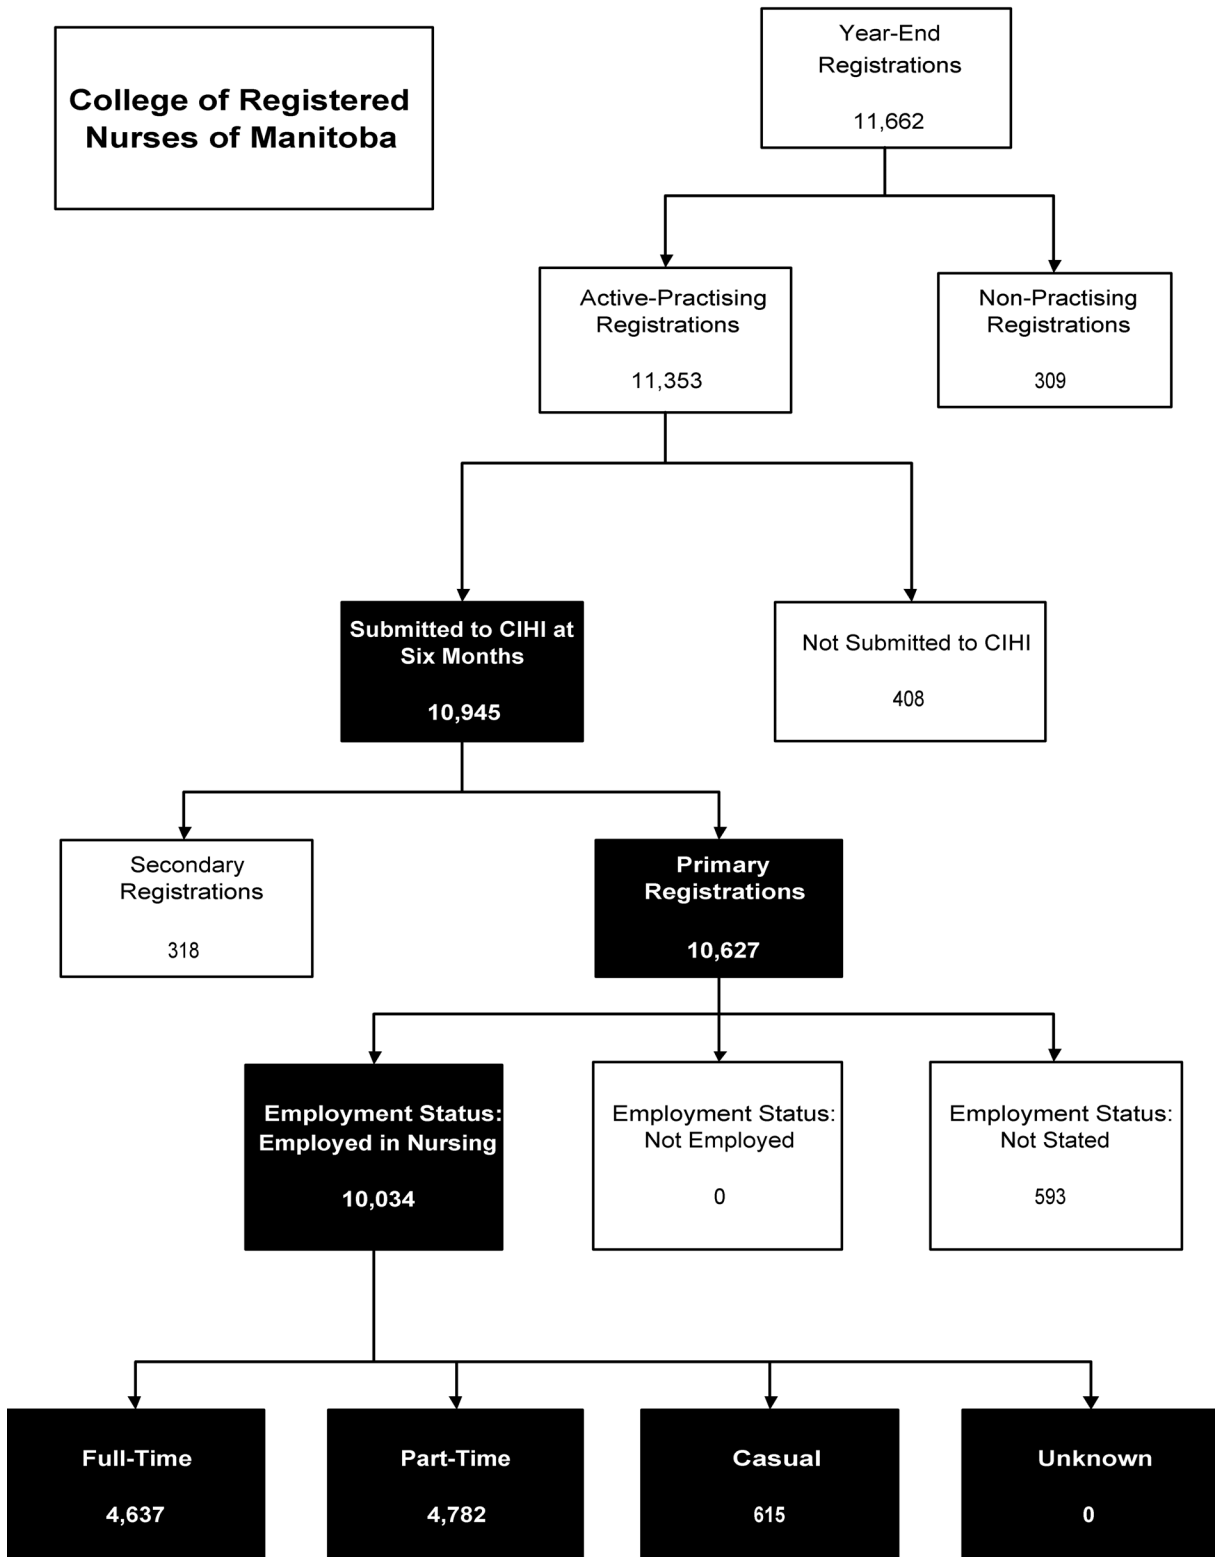 College of Registered
Nurses of Manitoba
Year-End
Registrations
11,662
Active-Practising
Registrations
11,353
Non-Practising
Registrations
309
Submitted to CIHI at
Six Months
10,945
Not Submitted to CIHI
408
Secondary
Registrations
318
Primary
Registrations
10,627
Employment Status:
Employed in Nursing
10,034
Employment Status:
Not Employed
0
Employment Status:
Not Stated
593
Full-Time
4,637
Part-Time
4,782
Casual
615
Unknown
0